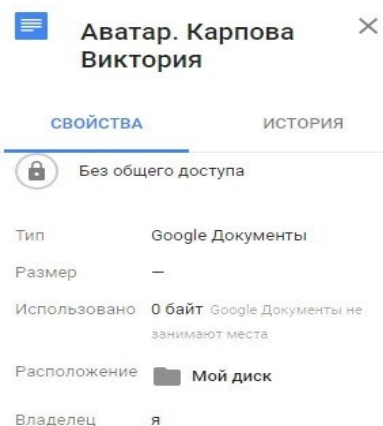 Аватар. Карпова
Виктория
СВОЙСТВА ИСТОРИЯ
Без общего доступа
Тип Google Документы
Размер —
Использовано 0 байт Google Документы не
занимают места
Расположение Мой диск
Владелец я